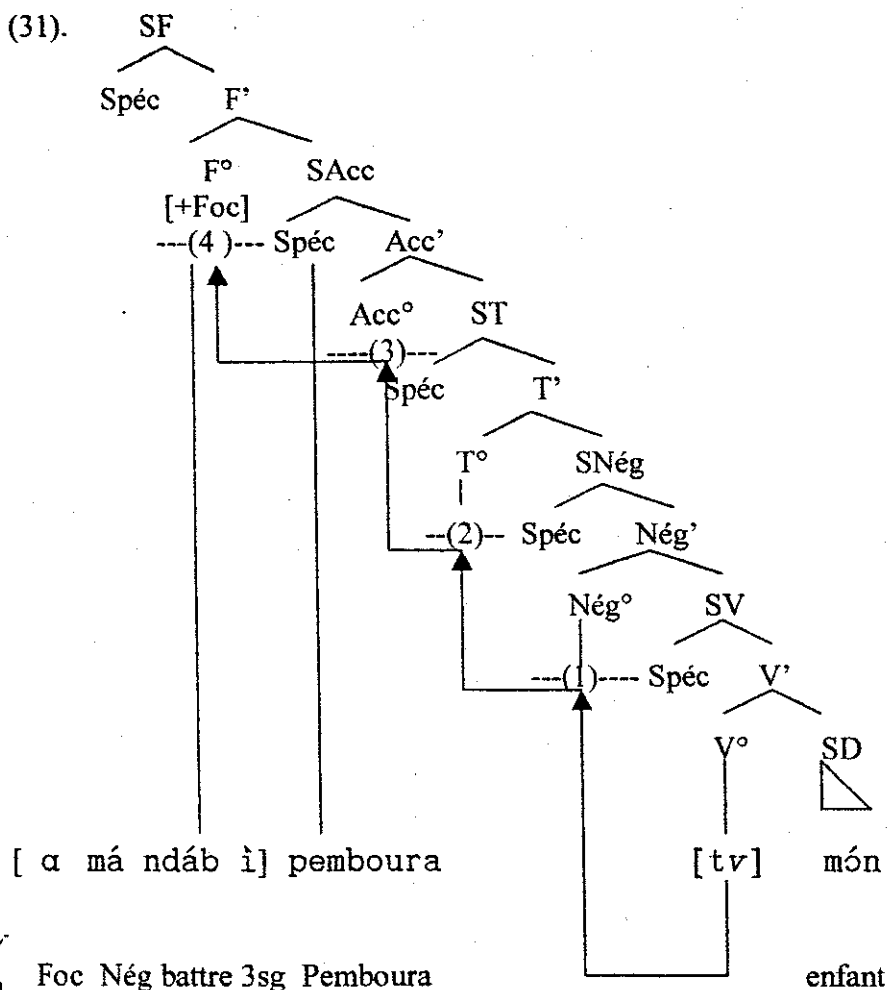 (31). SF
Spéc F’
F° SAcc
[+Foc]
---(4 )--- Spéc Acc’
Acc° ST
----(3)---
Spéc T’
T° SNég
--(2)-- Spéc Nég’
Nég° SV
---(1)---- Spéc V’
V° SD
[ ɑ má ndáb ì] pemboura [tv] món
Foc Nég battre 3sg Pemboura enfant